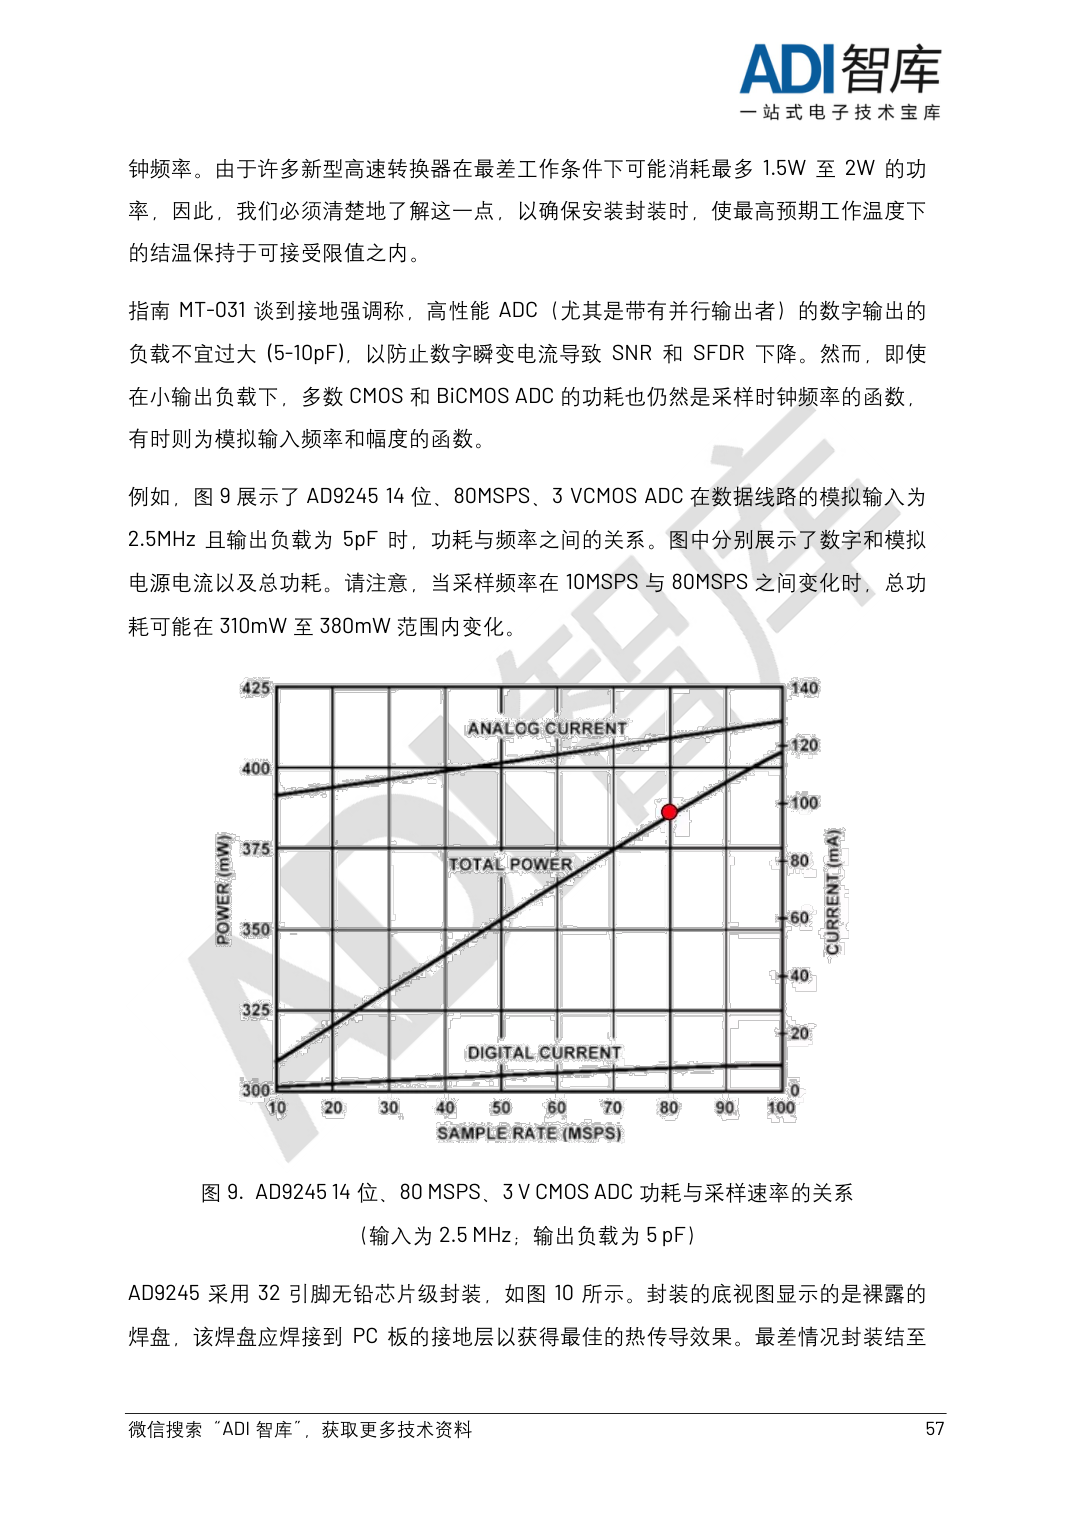 ADI智库
一站式电子技术宝库
钟频率。由于许多新型高速转换器在最差工作条件下可能消耗最多 1.5W 至 2W 的功
率，因此，我们必须清楚地了解这一点，以确保安装封装时，使最高预期工作温度下
的结温保持于可接受限值之内。
指南 MT-031 谈到接地强调称，高性能 ADC（尤其是带有并行输出者）的数字输出的
负载不宜过大 (5-10pF)，以防止数字瞬变电流导致 SNR 和 SFDR 下降。然而，即使
在小输出负载下，多数 CMOS 和 BiCMOS ADC 的功耗也仍然是采样时钟频率的函数，
有时则为模拟输入频率和幅度的函数。
例如，图 9 展示了 AD9245 14 位、80MSPS、3 VCMOS ADC 在数据线路的模拟输入为
2.5MHz 且输出负载为 5pF 时，功耗与频率之间的关系。图中分别展示了数字和模拟
电源电流以及总功耗。请注意，当采样频率在 10MSPS 与 80MSPS 之间变化时，总功
耗可能在 310mW 至 380mW 范围内变化。
ADI智库
425
400
375
350
325
300
POWER (mW)
ANALOG CURRENT
TOTAL POWER
DIGITAL CURRENT
140
120
100
80
60
40
20
0
CURRENT (mA)
10 20 30 40 50 60 70 80 90 100
SAMPLE RATE (MSPS)
图 9. AD9245 14 位、80 MSPS、3 V CMOS ADC 功耗与采样速率的关系
（输入为 2.5 MHz；输出负载为 5 pF）
AD9245 采用 32 引脚无铅芯片级封装，如图 10 所示。封装的底视图显示的是裸露的
焊盘，该焊盘应焊接到 PC 板的接地层以获得最佳的热传导效果。最差情况封装结至
微信搜索“ADI 智库”，获取更多技术资料 57